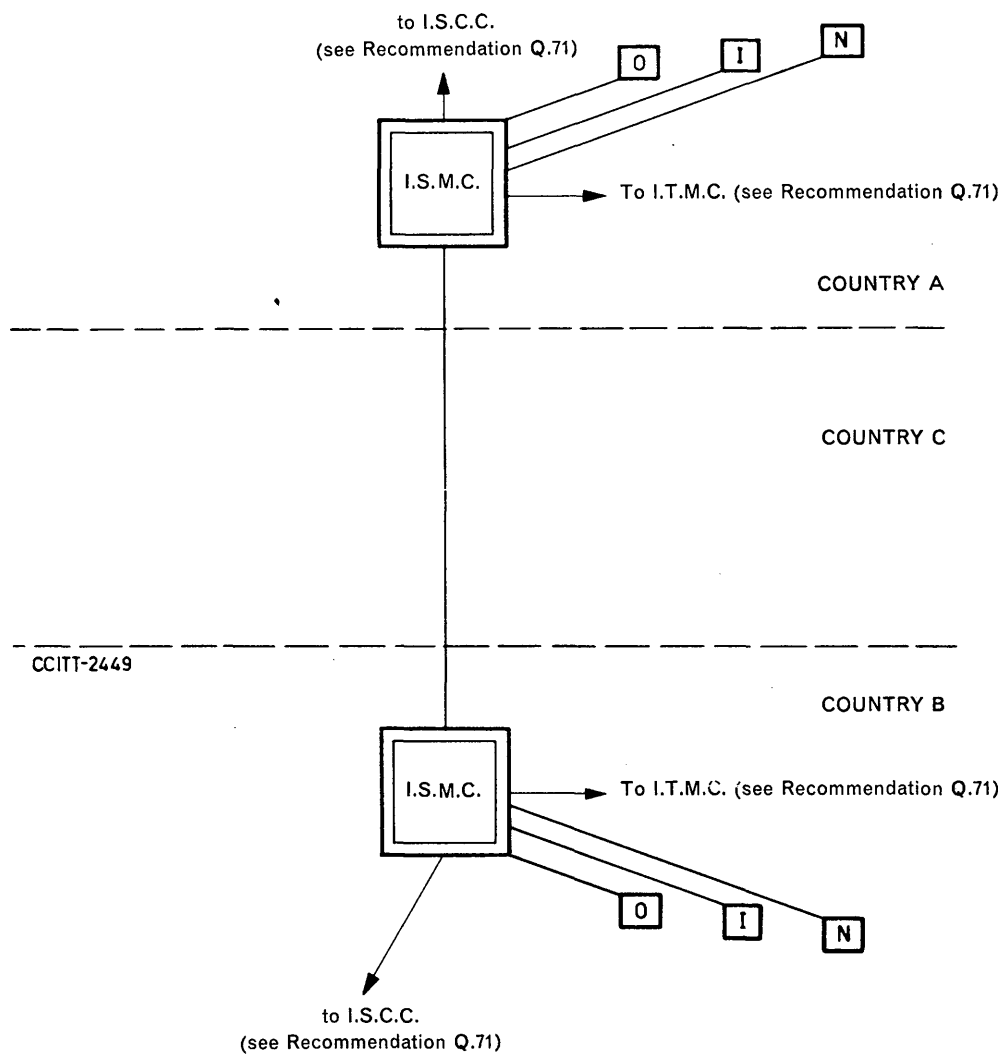 to I.S.C.C.
(see Recommendation Q.71)
O
I
N
I.S.M.C.
To I.T.M.C. (see Recommendation Q.71)
COUNTRY A
COUNTRY C
CCITT-2449
COUNTRY B
I.S.M.C.
To I.T.M.C. (see Recommendation Q.71)
O
I
N
to I.S.C.C.
(see Recommendation Q.71)